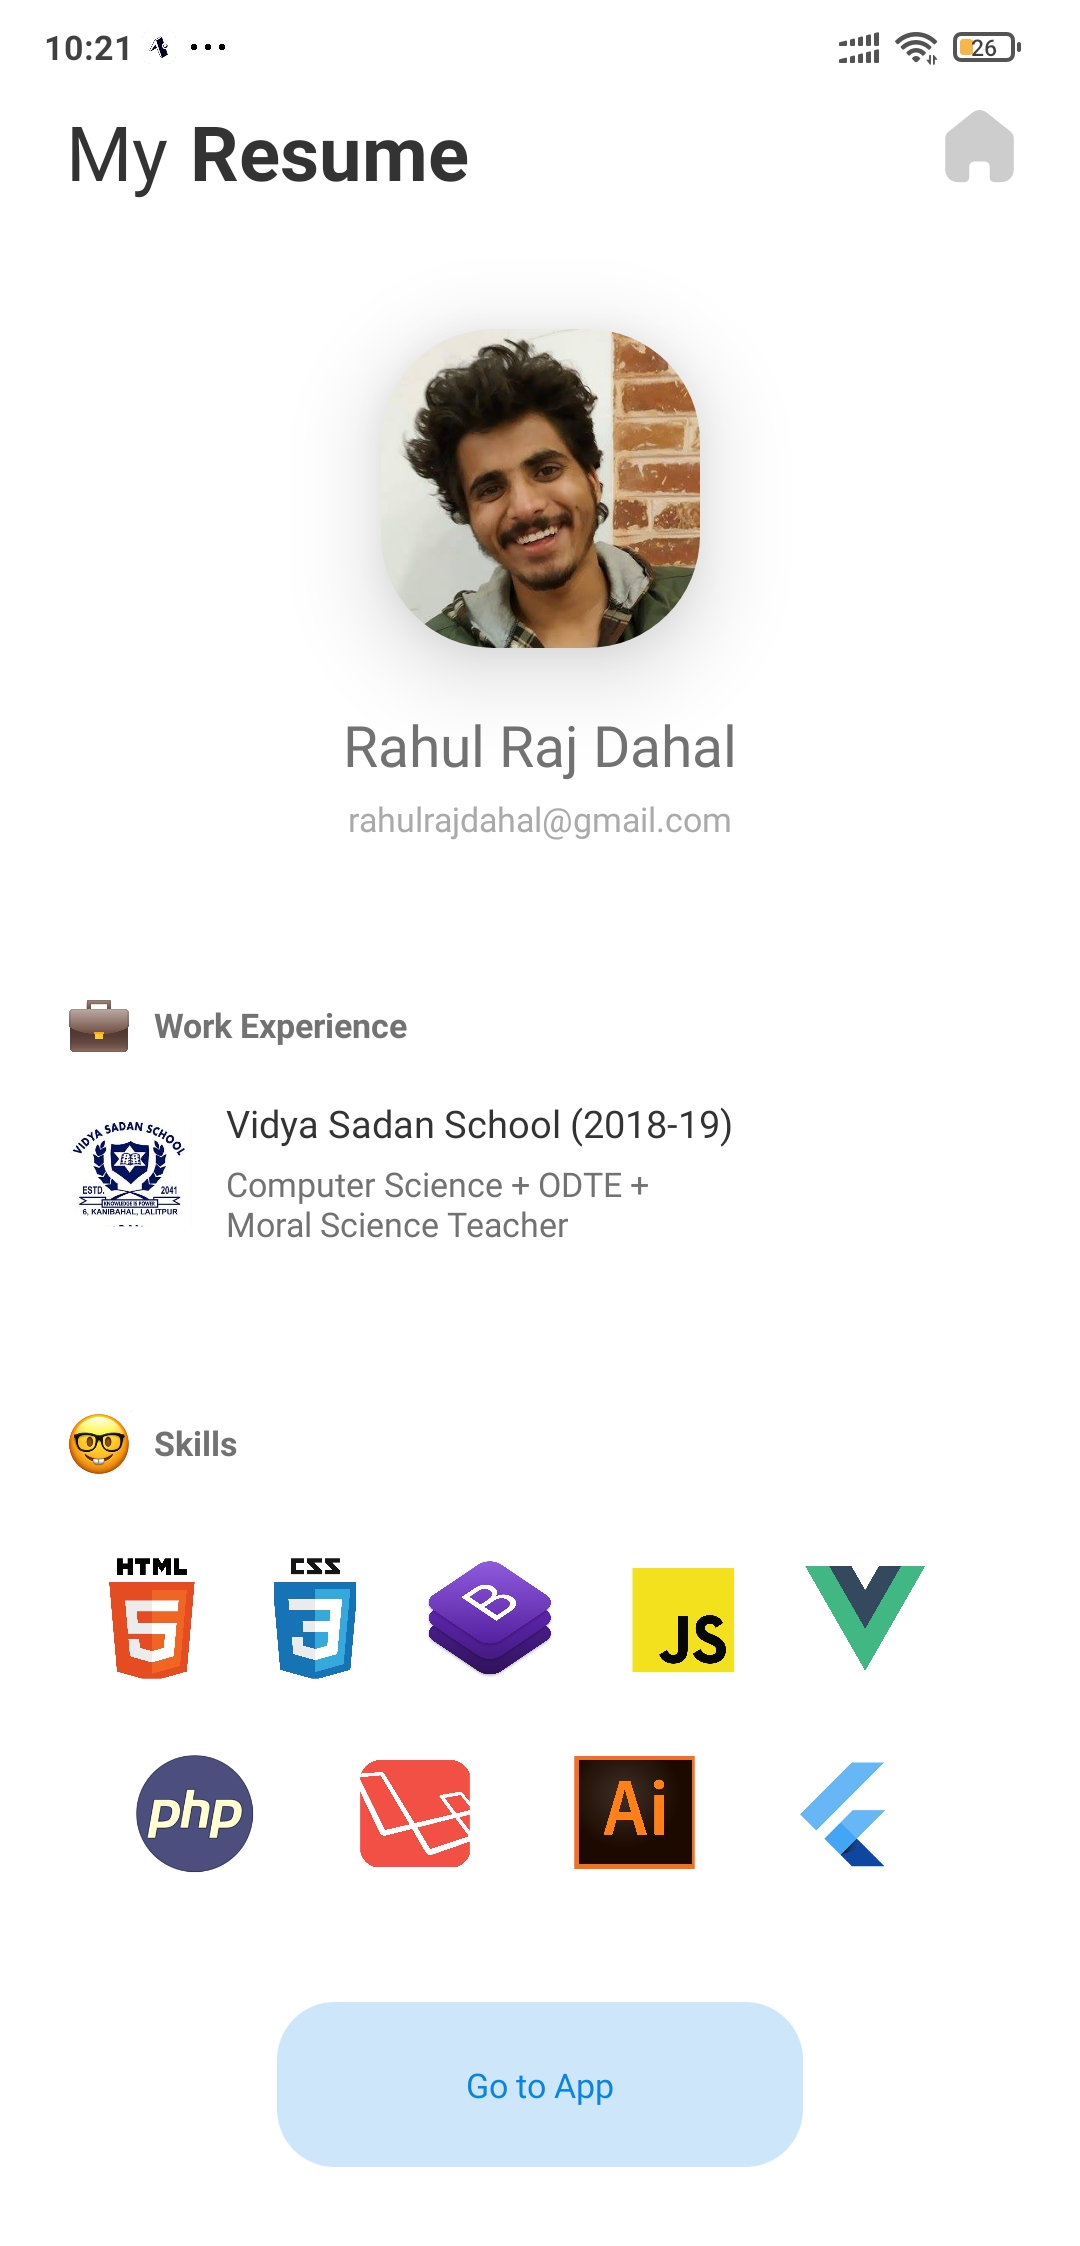 10:21
26
My Resume
Rahul Raj Dahal
rahulrajdahal@gmail.com
Work Experience
VIDYA SADAN SCHOOL
ESTD. 2041
KNOWLEDGE IS POWER
6, KANIBAHAL, LALITPUR
Vidya Sadan School (2018-19)
Computer Science + ODTE +
Moral Science Teacher
Skills
HTML
5
CSS
3
B
JS
php
Ai
Go to App